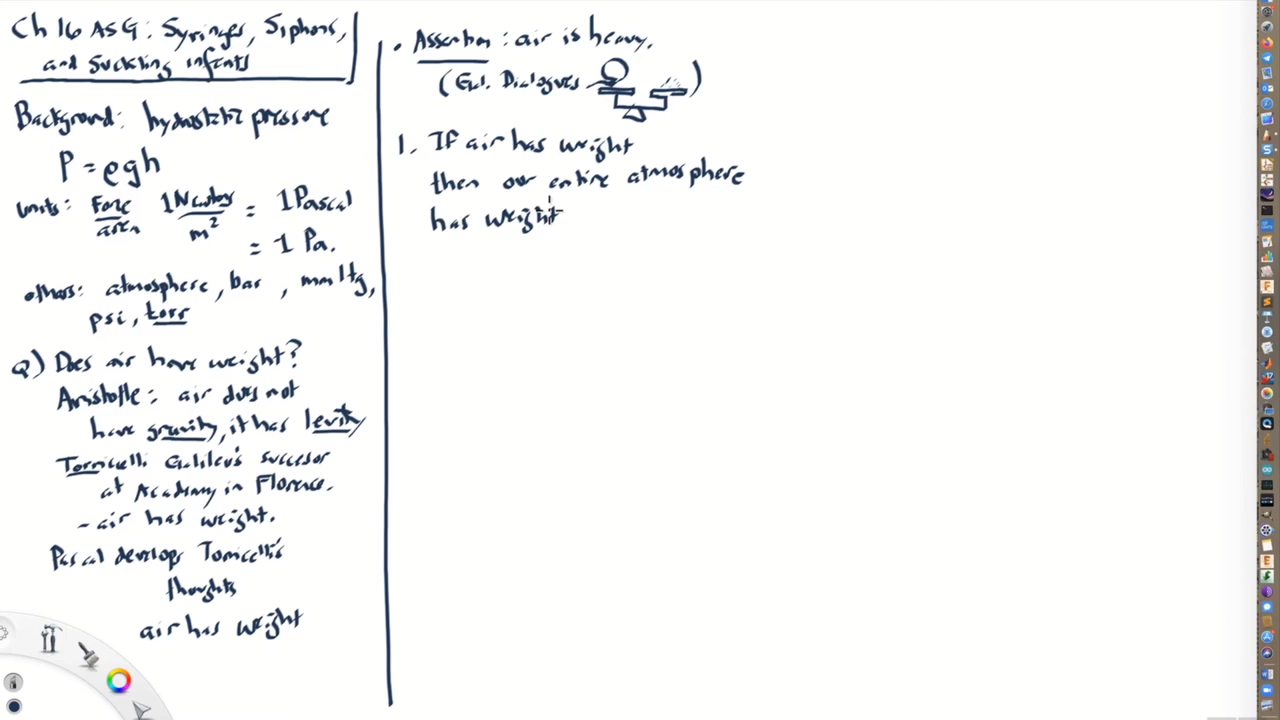 Ch 16 ASG: Syringes, Siphons,
and Suckling infants
Background: hydrostatic pressure
P = ρgh
units: Force/area 1 Newton/m² = 1 Pascal
= 1 Pa.
others: atmosphere, bar, mmHg,
psi, torr
Q) Does air have weight?
Aristotle: air does not
have gravity, it has levity
Torricelli Galileo's succesor
at Academy in Florence.
- air has weight.
Pascal develops Torricelli's
thoughts
air has weight
• Assertion: air is heavy.
(Gal. Dialogues )
1. If air has weight
then our entire atmosphere
has weight